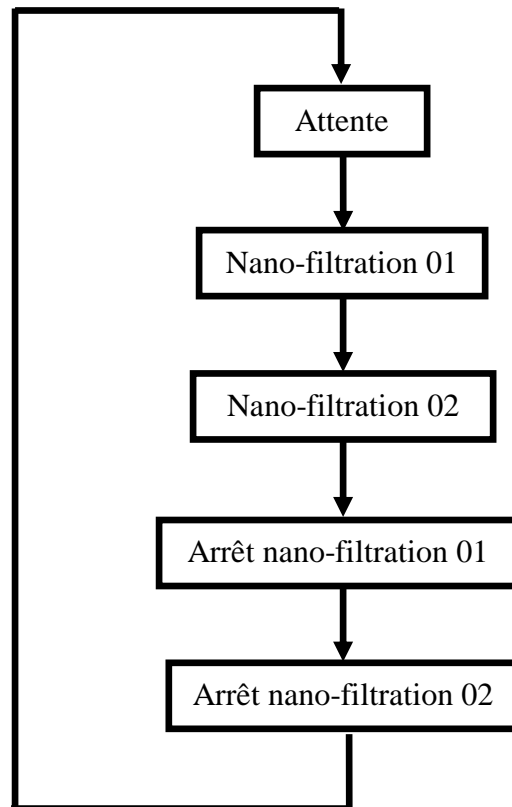 Attente
Nano-filtration 01
Nano-filtration 02
Arrêt nano-filtration 01
Arrêt nano-filtration 02